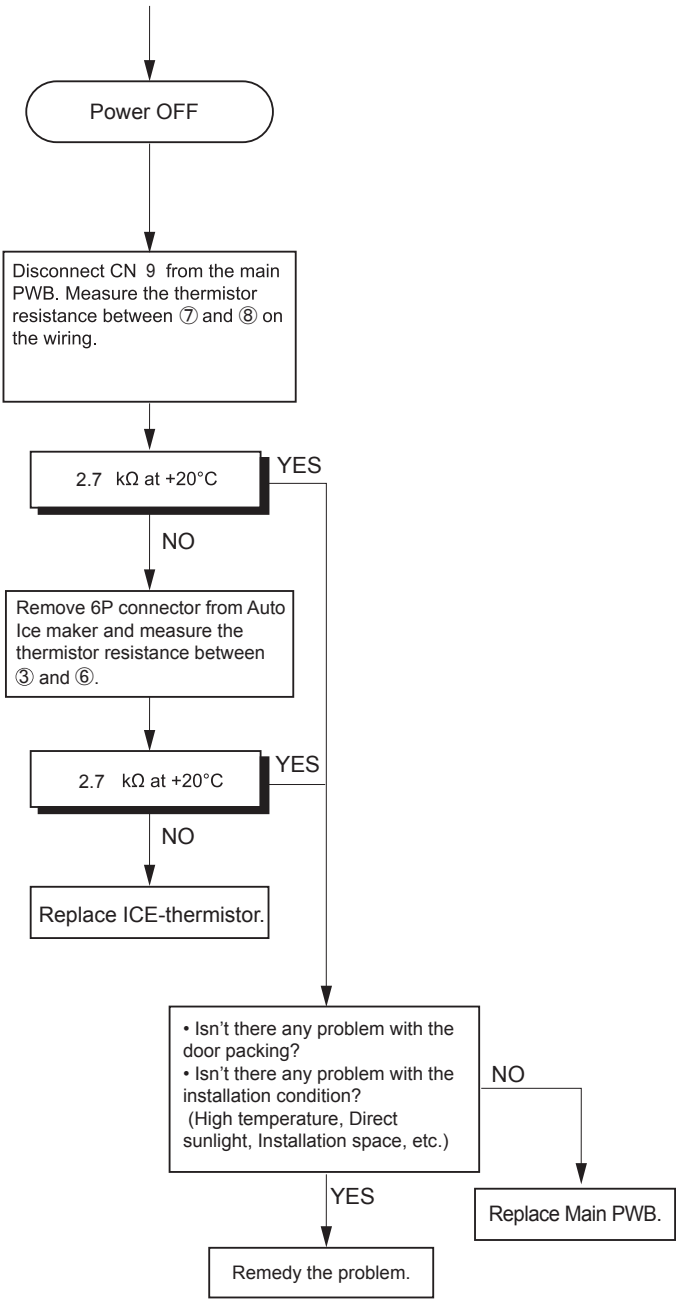 Power OFF
Disconnect CN 9 from the main
PWB. Measure the thermistor
resistance between ⑦ and ⑧ on
the wiring.
2.7 kΩ at +20°C
YES
NO
Remove 6P connector from Auto
Ice maker and measure the
thermistor resistance between
③ and ⑥.
2.7 kΩ at +20°C
YES
NO
Replace ICE-thermistor.
• Isn’t there any problem with the
door packing?
• Isn’t there any problem with the
installation condition?
(High temperature, Direct
sunlight, Installation space, etc.)
NO
YES
Replace Main PWB.
Remedy the problem.